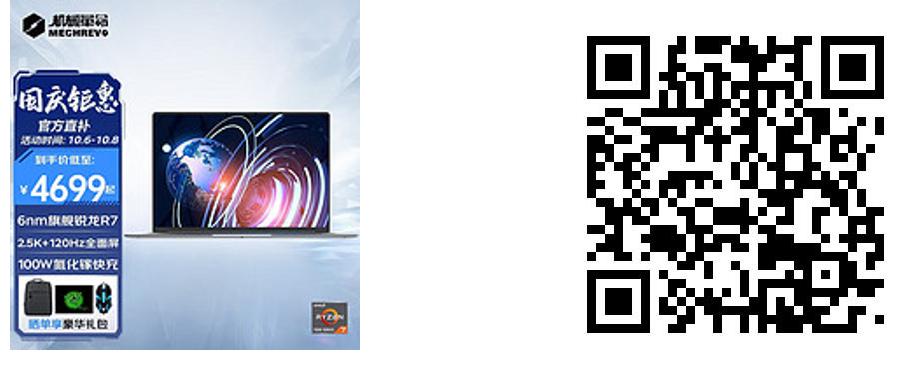 机械革命
MECHREVO
国庆钜惠
官方直补
活动时间: 10.6-10.8
到手价低至:
¥4699起
6nm旗舰锐龙R7
2.5K+120Hz全面屏
100W氮化镓快充
晒单享豪华礼包
RYZEN
7